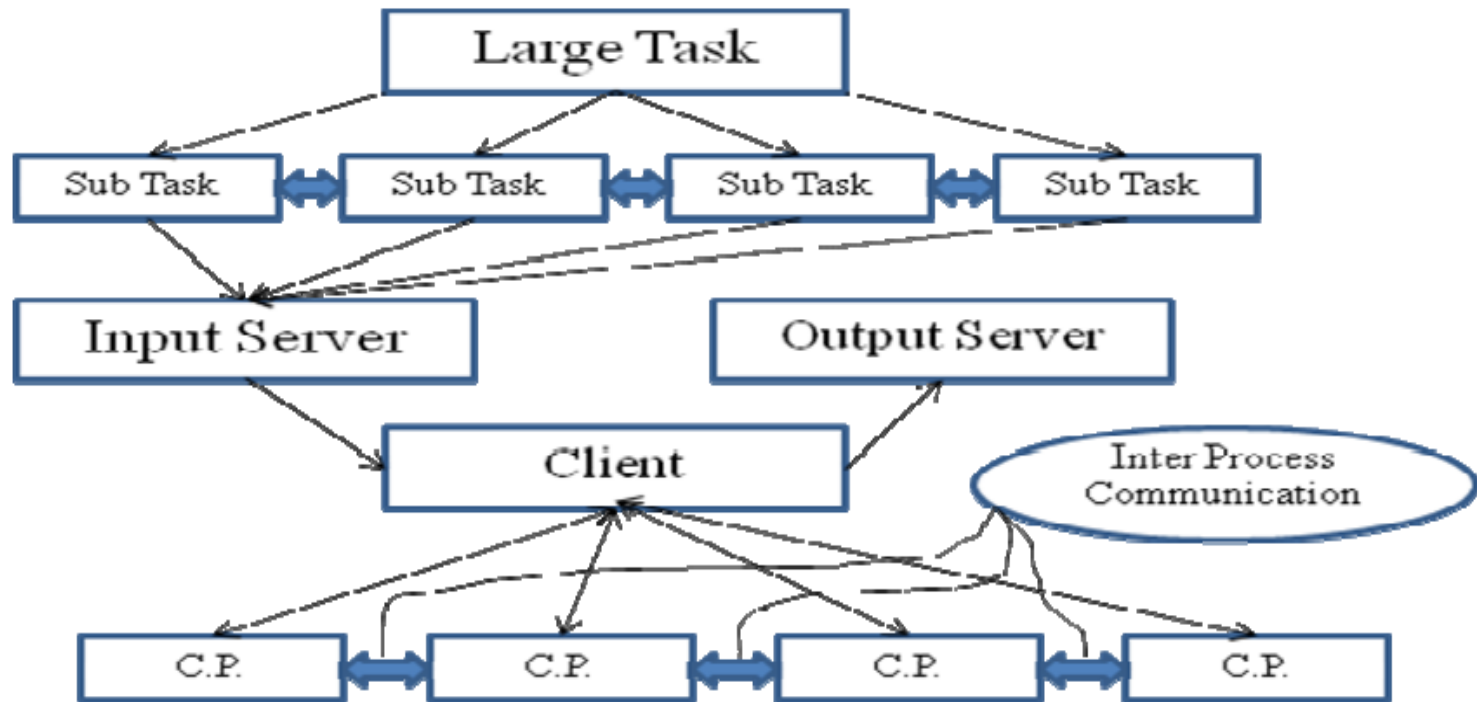 Large Task
Sub Task
Sub Task
Sub Task
Sub Task
Input Server
Output Server
Client
Inter Process
Communication
C.P.
C.P.
C.P.
C.P.